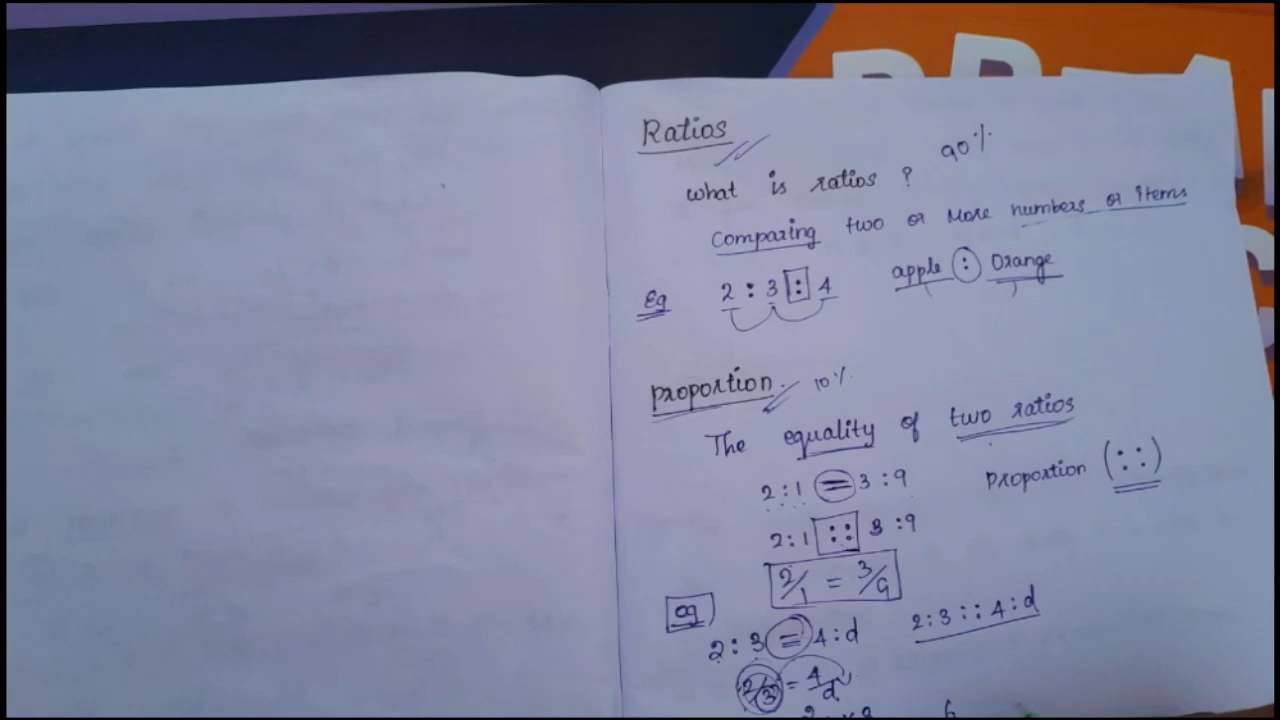 Ratios
90%
what is ratios ?
Comparing two or More numbers or items
Eg 2 : 3 : 4 apple : Orange
Proportion. 10%
The equality of two ratios
2 : 1 = 3 : 9 Proportion (::)
2 : 1 :: 3 : 9
2/1 = 3/9
eg
2 : 3 = 4 : d 2 : 3 :: 4 : d
2/3 = 4/d
6